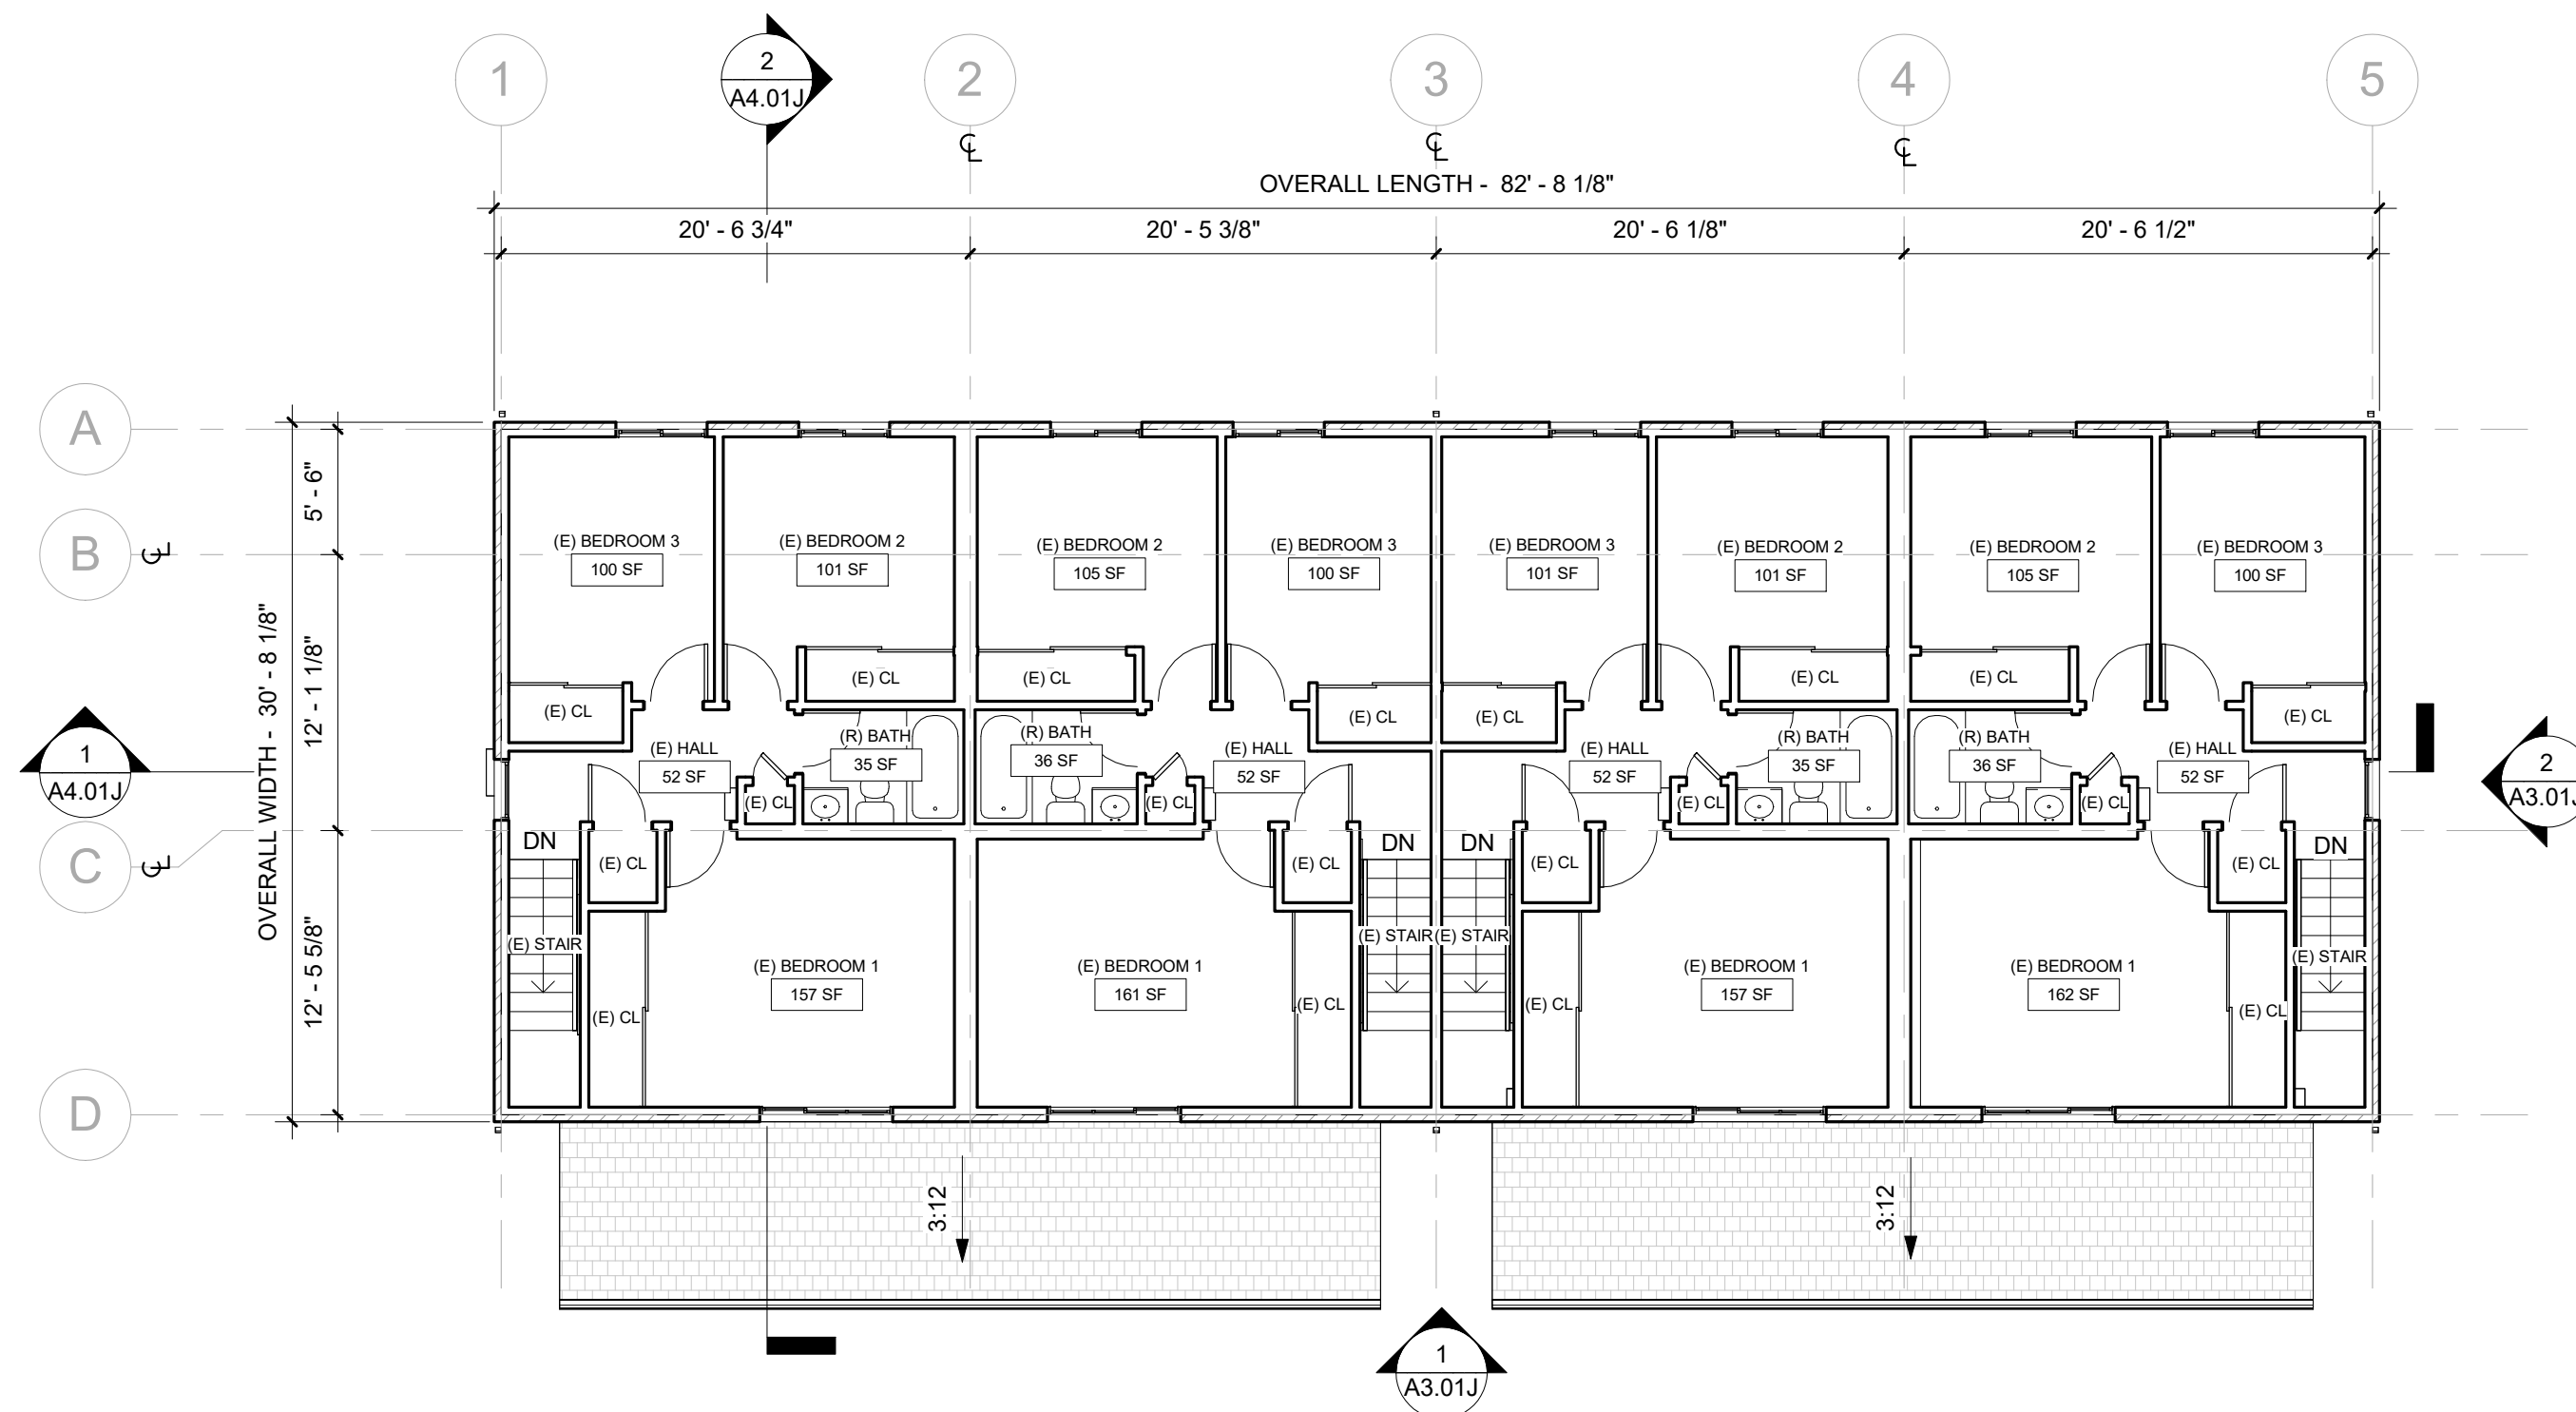 1
2
A4.01J
2
3
4
5
℄
℄
℄
OVERALL LENGTH - 82' - 8 1/8"
20' - 6 3/4"
20' - 5 3/8"
20' - 6 1/8"
20' - 6 1/2"
A
B
℄
C
℄
D
OVERALL WIDTH - 30' - 8 1/8"
5' - 6"
12' - 1 1/8"
12' - 5 5/8"
1
A4.01J
2
A3.01J
(E) BEDROOM 3
100 SF
(E) BEDROOM 2
101 SF
(E) BEDROOM 2
105 SF
(E) BEDROOM 3
100 SF
(E) BEDROOM 3
101 SF
(E) BEDROOM 2
101 SF
(E) BEDROOM 2
105 SF
(E) BEDROOM 3
100 SF
(E) CL
(E) CL
(E) CL
(E) CL
(E) CL
(E) CL
(E) CL
(E) CL
(E) HALL
52 SF
(R) BATH
35 SF
(R) BATH
36 SF
(E) HALL
52 SF
(E) HALL
52 SF
(R) BATH
35 SF
(R) BATH
36 SF
(E) HALL
52 SF
(E) CL
(E) CL
(E) CL
(E) CL
DN
(E) CL
(E) CL
DN
DN
(E) CL
(E) CL
DN
(E) STAIR
(E) STAIR
(E) STAIR
(E) STAIR
(E) BEDROOM 1
157 SF
(E) BEDROOM 1
161 SF
(E) BEDROOM 1
157 SF
(E) BEDROOM 1
162 SF
(E) CL
(E) CL
(E) CL
(E) CL
3:12
3:12
1
A3.01J